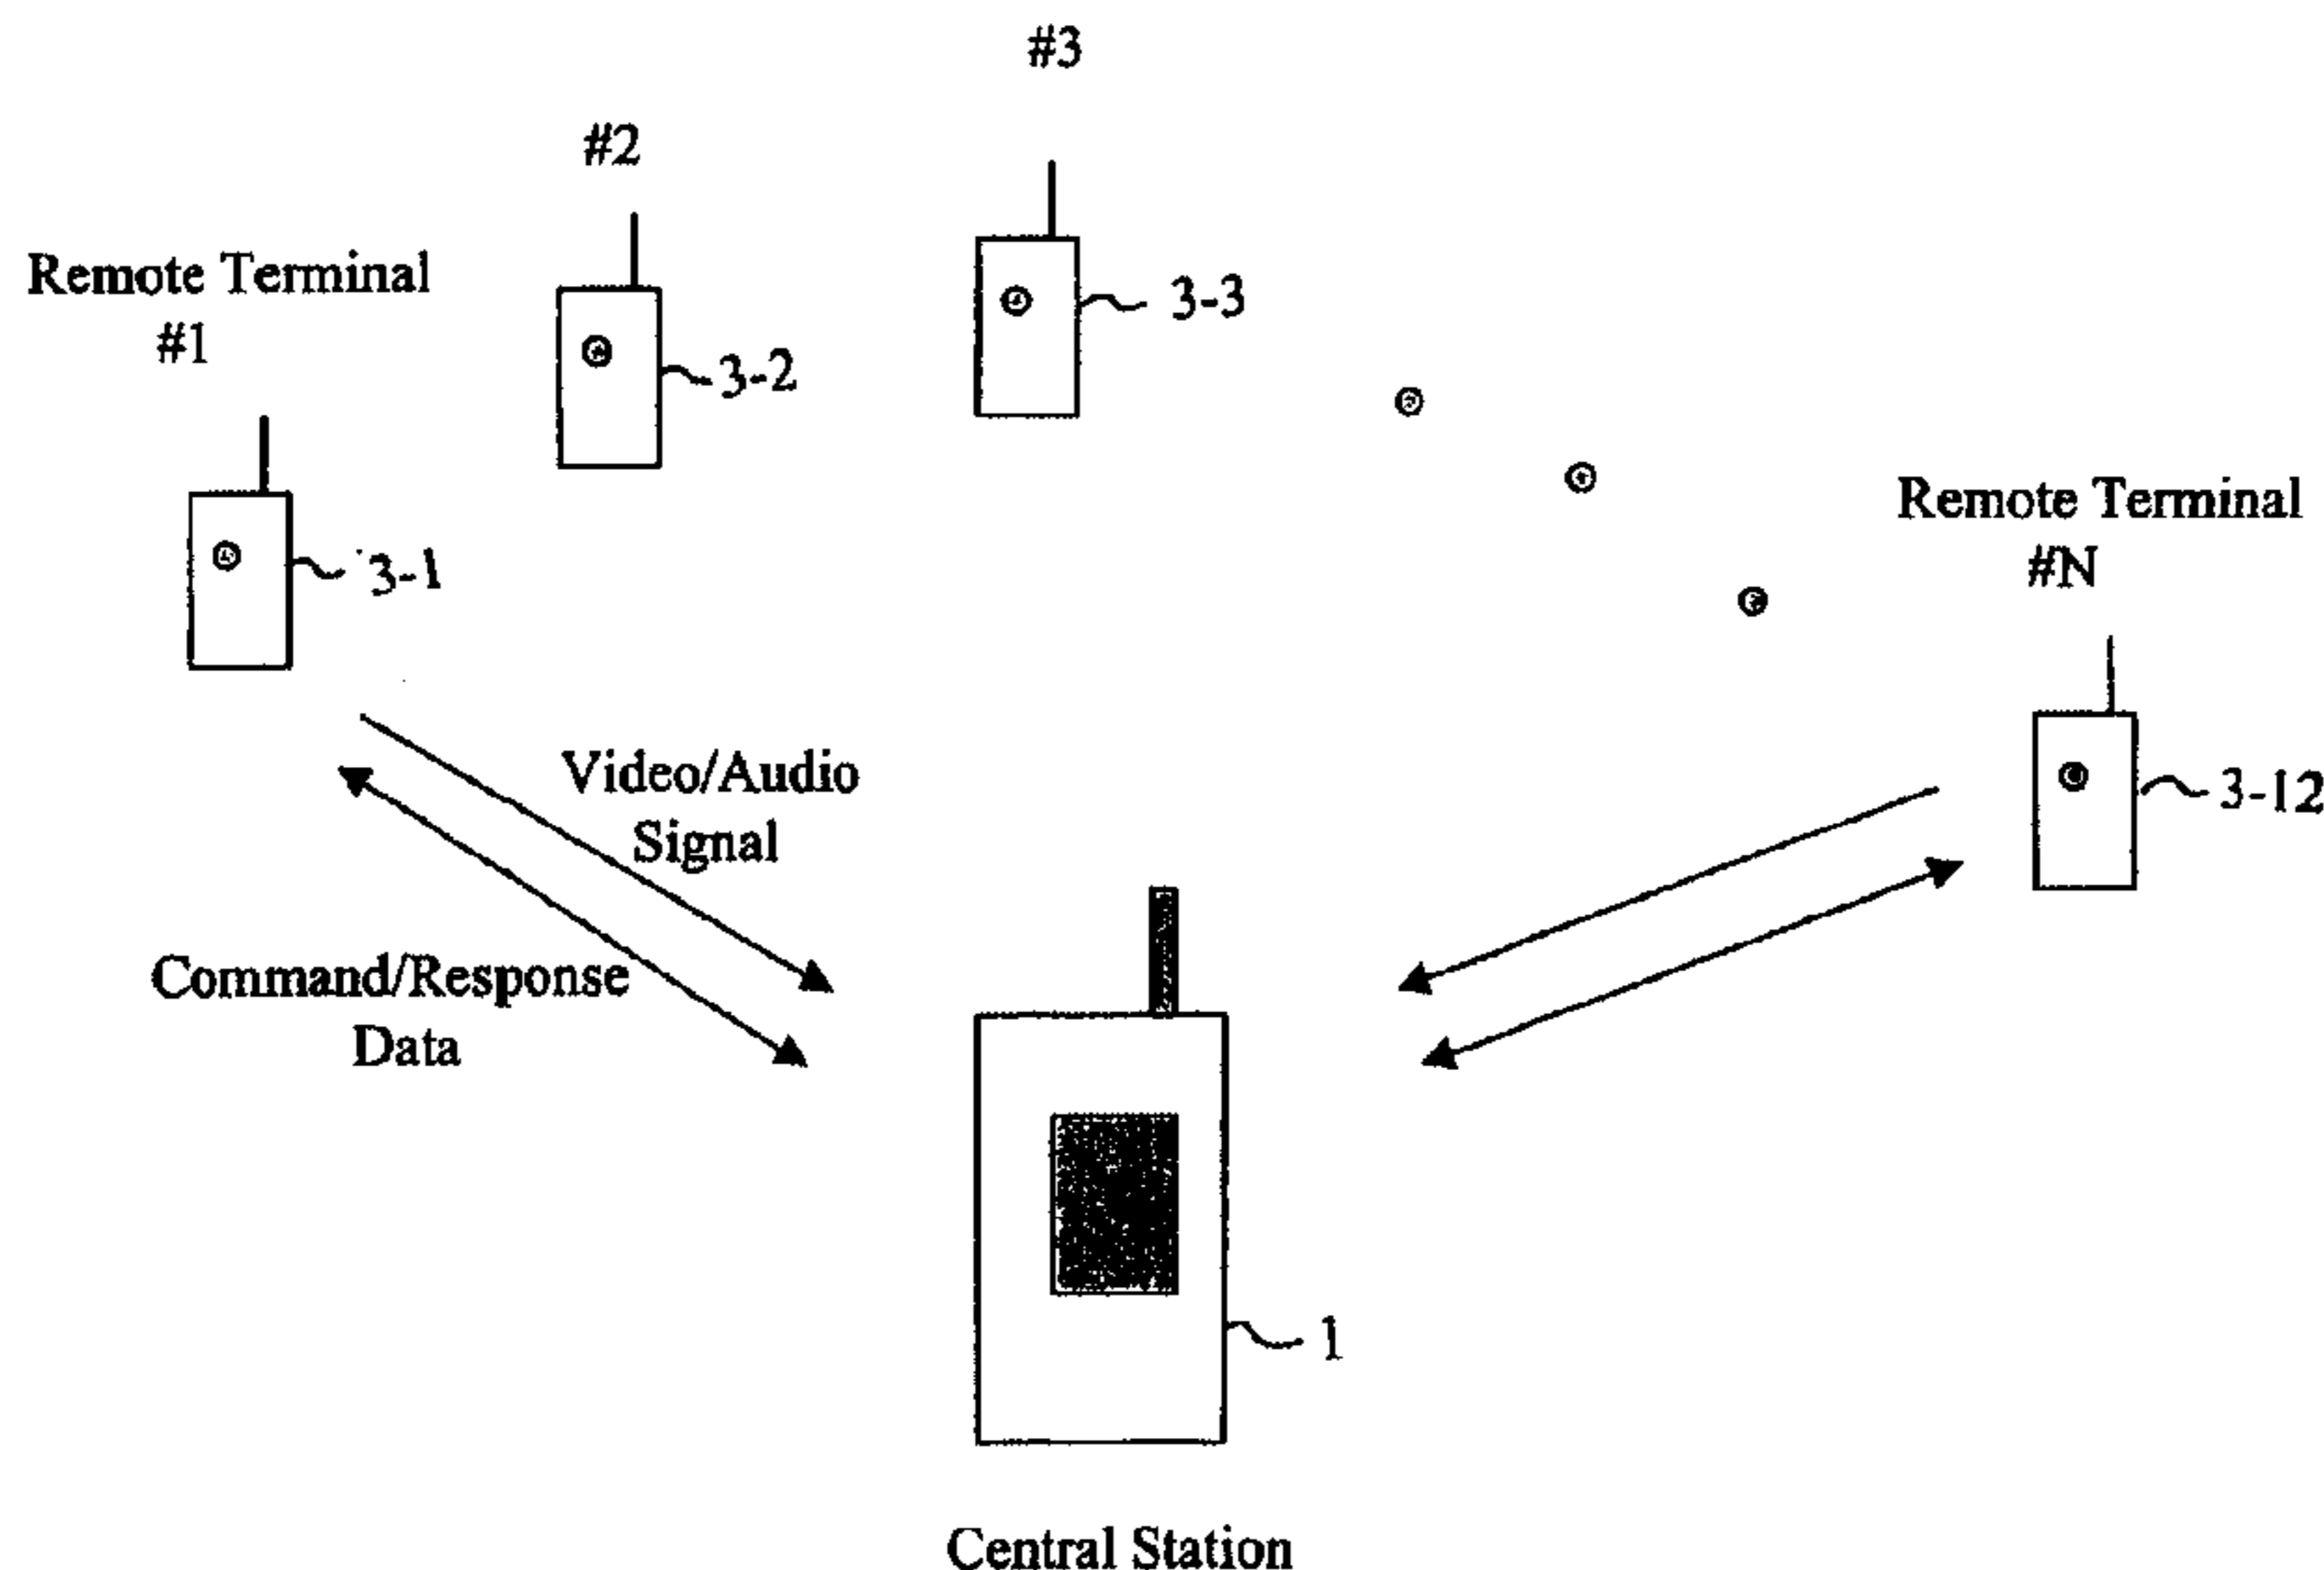 #3
#2
Remote Terminal
#1
3-3
3-2
Remote Terminal
#N
3-1
3-12
Video/Audio
Signal
Command/Response
Data
1
Central Station